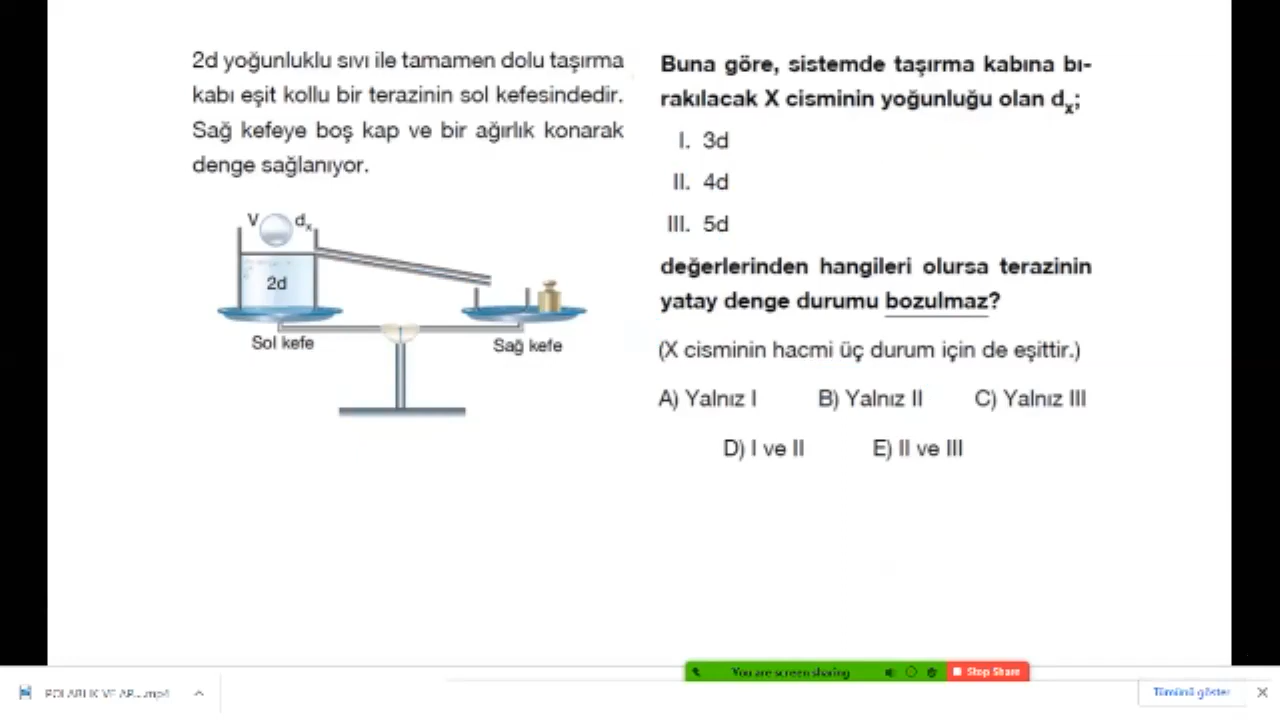 2d yoğunluklu sıvı ile tamamen dolu taşırma
kabı eşit kollu bir terazinin sol kefesindedir.
Sağ kefeye boş kap ve bir ağırlık konarak
denge sağlanıyor.
V dx
2d
Sol kefe
Sağ kefe
Buna göre, sistemde taşırma kabına bı-
rakılacak X cisminin yoğunluğu olan dx;
I. 3d
II. 4d
III. 5d
değerlerinden hangileri olursa terazinin
yatay denge durumu bozulmaz?
(X cisminin hacmi üç durum için de eşittir.)
A) Yalnız I B) Yalnız II C) Yalnız III
D) I ve II E) II ve III
You are screen sharing Stop Share
Tümünü göster